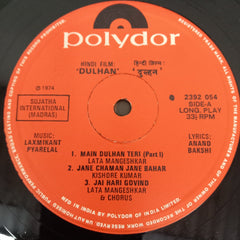 polydor
HINDI FILM: हिन्दी फिल्म:
'DULHAN' 'दुल्हन'
℗ 1974
SUJATHA
INTERNATIONAL
(MADRAS)
2392 054
SIDE-A
LONG PLAY
33⅓ RPM
MUSIC:
LAXMIKANT
PYARELAL
LYRICS:
ANAND
BAKSHI
1. MAIN DULHAN TERI (Part I)
LATA MANGESHKAR
2. JANE CHAMAN JANE BAHAR
KISHORE KUMAR
3. JAI HARI GOVIND
LATA MANGESHKAR
& CHORUS
MADE IN INDIA BY POLYDOR OF INDIA LIMITED.